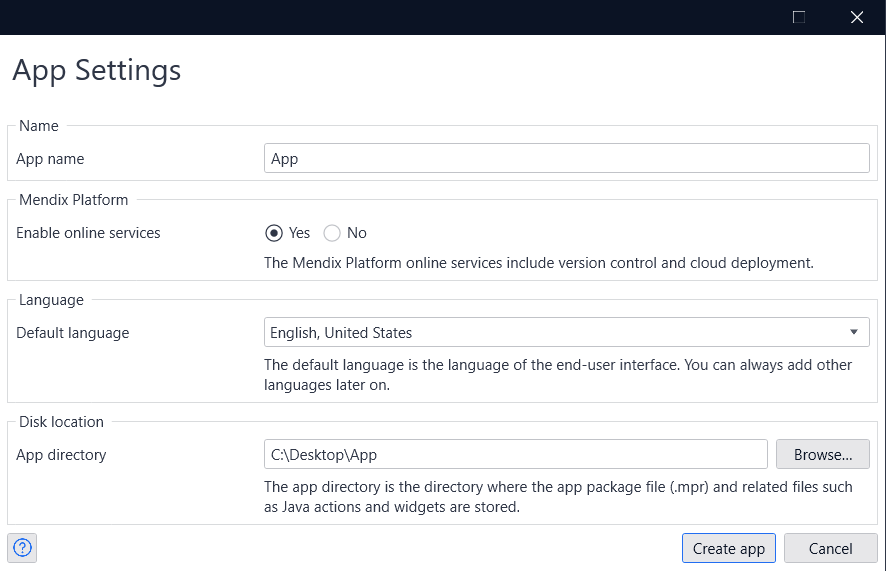 App Settings
Name
App name
App
Mendix Platform
Enable online services
Yes
No
The Mendix Platform online services include version control and cloud deployment.
Language
Default language
English, United States
The default language is the language of the end-user interface. You can always add other
languages later on.
Disk location
App directory
C:\Desktop\App
Browse...
The app directory is the directory where the app package file (.mpr) and related files such
as Java actions and widgets are stored.
?
Create app
Cancel